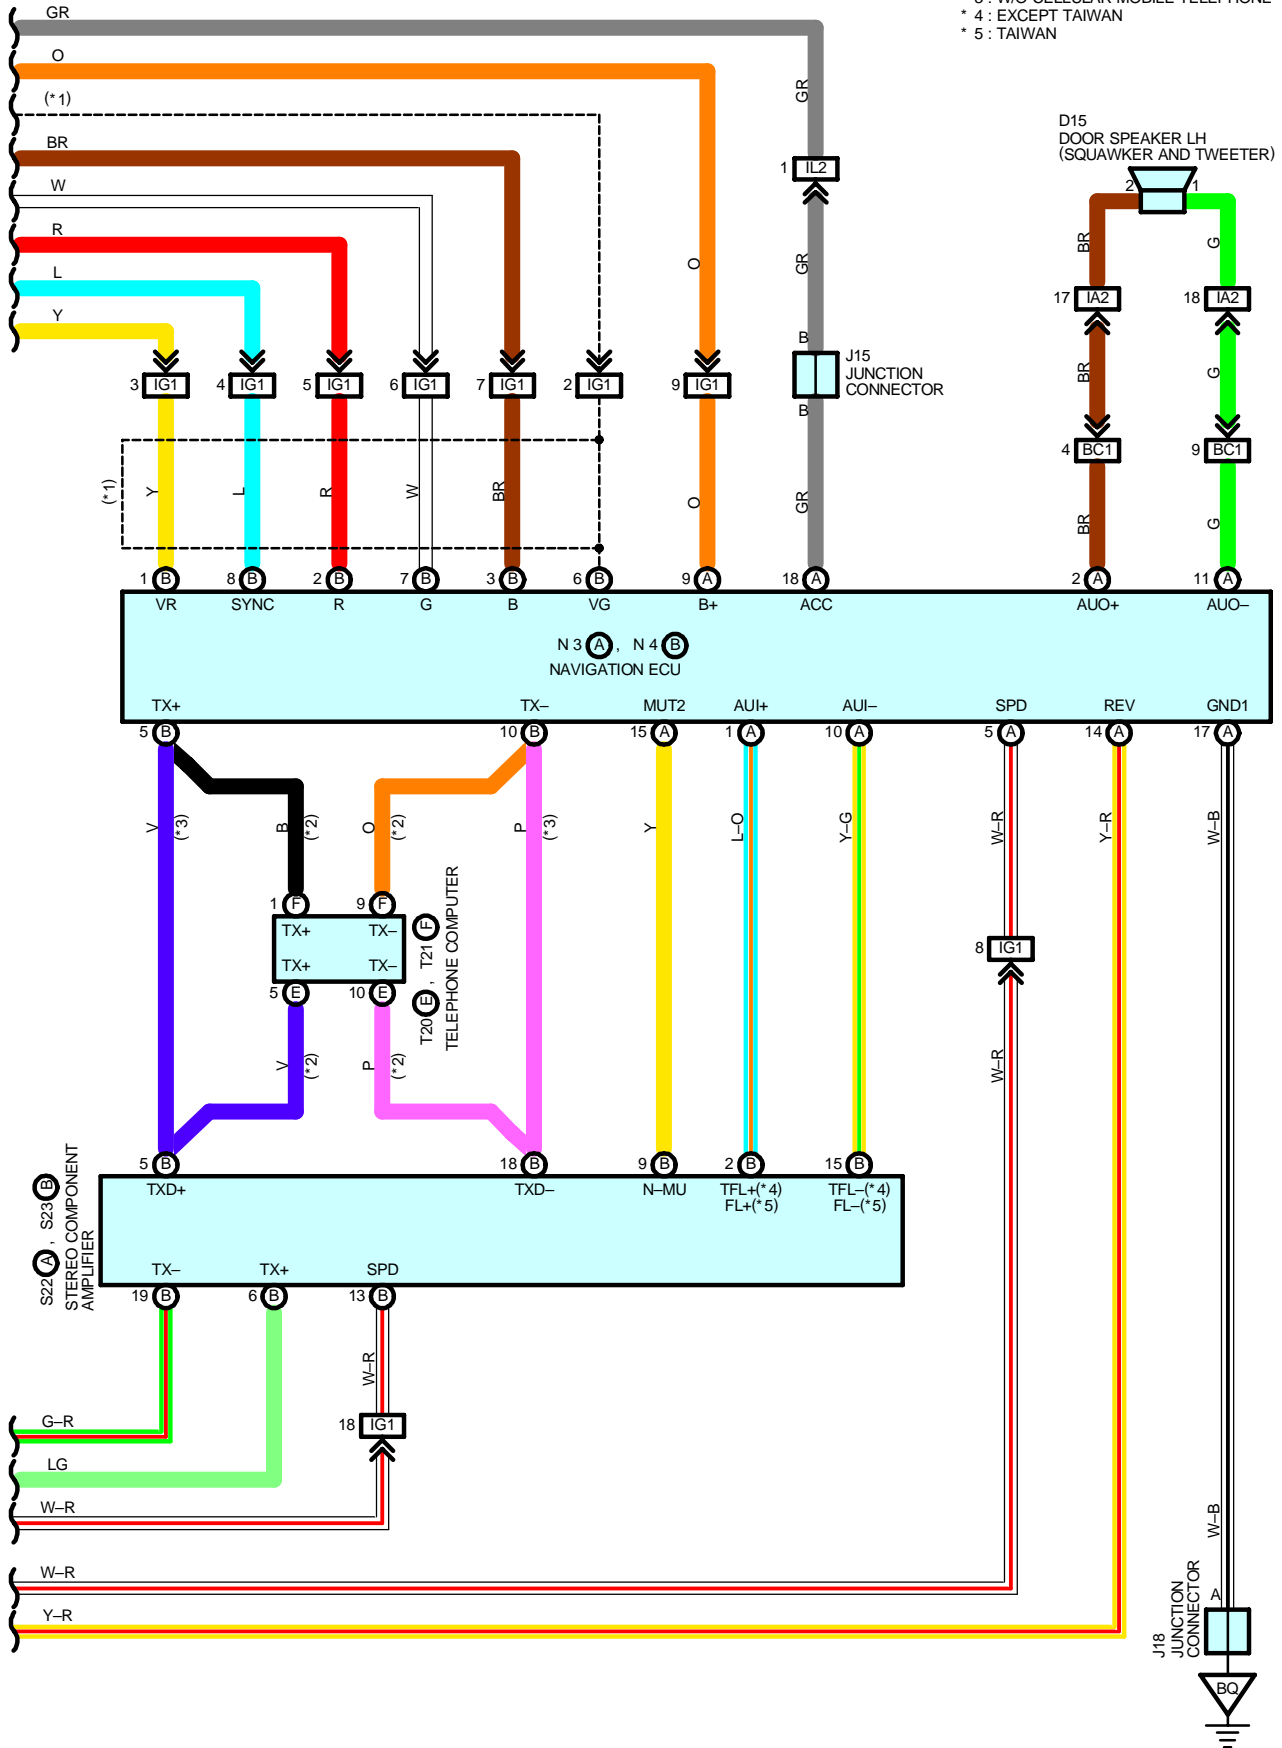 GR
* 3 : W/O CELLULAR MOBILE TELEPHONE
* 4 : EXCEPT TAIWAN
* 5 : TAIWAN
O
(*1)
GR
BR
W
R
L
Y
D15
DOOR SPEAKER LH
(SQUAWKER AND TWEETER)
1 IL2
2 1
O GR BR G
17 IA2 18 IA2
B
J15
JUNCTION
CONNECTOR
B
3 IG1 4 IG1 5 IG1 6 IG1 7 IG1 2 IG1 9 IG1
BR G
4 BC1 9 BC1
(*1) Y L R W BR O GR BR G
1 B 8 B 2 B 7 B 3 B 6 B 9 A 18 A 2 A 11 A
VR SYNC R G B VG B+ ACC AUO+ AUO–
N 3 A , N 4 B
NAVIGATION ECU
TX+ TX– MUT2 AUI+ AUI– SPD REV GND1
5 B 10 B 15 A 1 A 10 A 5 A 14 A 17 A
V (*3) B (*2) O (*2) P (*3) Y L–O Y–G W–R Y–R W–B
1 F 9 F
TX+ TX–
TX+ TX–
5 E 10 E
T20 E , T21 F
TELEPHONE COMPUTER
8 IG1
V (*2) P (*2) W–R
5 B 18 B 9 B 2 B 15 B
TXD+ TXD– N–MU TFL+(*4) TFL–(*4)
FL+(*5) FL–(*5)
S22 A , S23 B
STEREO COMPONENT
AMPLIFIER
TX– TX+ SPD
19 B 6 B 13 B
W–R
G–R
18 IG1
LG
W–R
W–B
W–R
Y–R
A
J18
JUNCTION
CONNECTOR
BQ